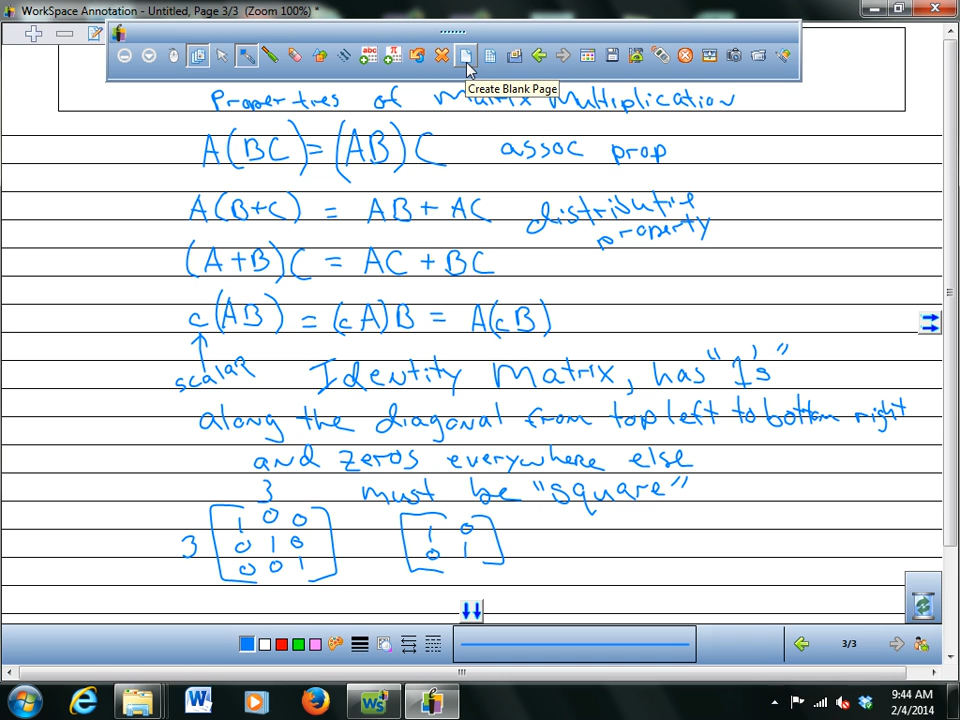 WorkSpace Annotation - Untitled, Page 3/3 (Zoom 100%) *
abc
π
Create Blank Page
Properties of Matrix Multiplication
A(BC)=(AB)C assoc prop
A(B+C) = AB + AC distributive
property
(A+B)C = AC + BC
c(AB) = (cA)B = A(cB)
scalar Identity Matrix, has "1's"
along the diagonal from top left to bottom right
and zeros everywhere else
3 must be "square"
1 0 0 1 0
3 0 1 0 0 1
0 0 1
3/3
9:44 AM
2/4/2014